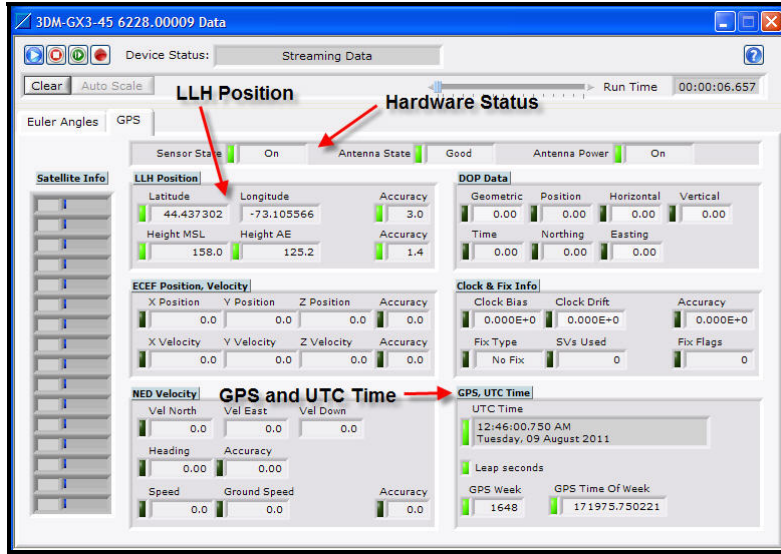 3DM-GX3-45 6228.00009 Data
Device Status: Streaming Data
Clear Auto Scale Run Time 00:00:06.657
LLH Position
Hardware Status
Euler Angles GPS
Sensor State On Antenna State Good Antenna Power On
Satellite Info
LLH Position
Latitude Longitude Accuracy
44.437302 -73.105566 3.0
Height MSL Height AE Accuracy
158.0 125.2 1.4
DOP Data
Geometric Position Horizontal Vertical
0.00 0.00 0.00 0.00
Time Northing Easting
0.00 0.00 0.00
ECEF Position, Velocity
X Position Y Position Z Position Accuracy
0.0 0.0 0.0 0.0
X Velocity Y Velocity Z Velocity Accuracy
0.0 0.0 0.0 0.0
Clock & Fix Info
Clock Bias Clock Drift Accuracy
0.000E+0 0.000E+0 0.000E+0
Fix Type SVs Used Fix Flags
No Fix 0 0
NED Velocity
GPS and UTC Time
Vel North Vel East Vel Down
0.0 0.0 0.0
Heading Accuracy
0.00 0.00
Speed Ground Speed Accuracy
0.0 0.0 0.0
GPS, UTC Time
UTC Time
12:46:00.750 AM
Tuesday, 09 August 2011
Leap seconds
GPS Week GPS Time Of Week
1648 171975.750221